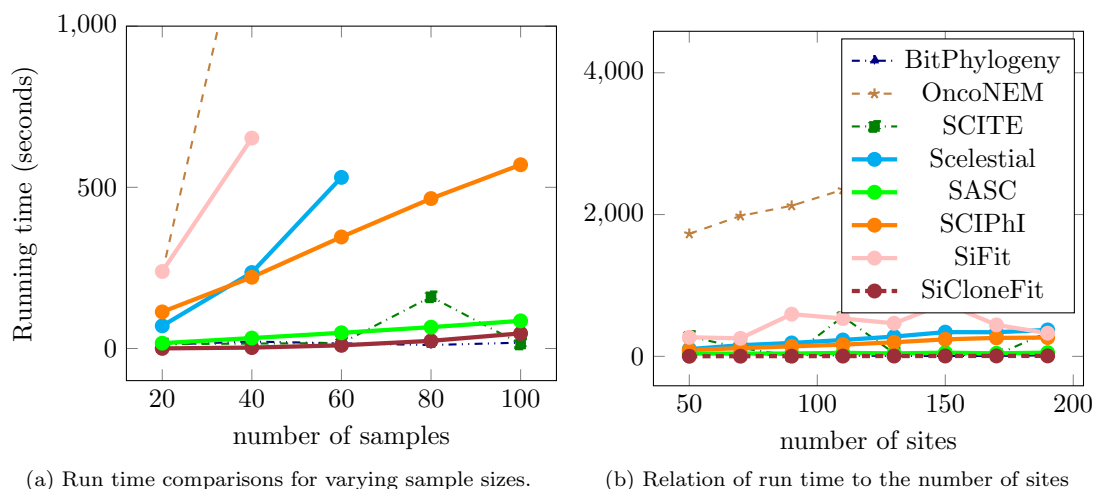 1,000
500
0
Running time (seconds)
20 40 60 80 100
number of samples
(a) Run time comparisons for varying sample sizes.
4,000
2,000
0
BitPhylogeny
OncoNEM
SCITE
Scelestial
SASC
SCIPhI
SiFit
SiCloneFit
50 100 150 200
number of sites
(b) Relation of run time to the number of sites